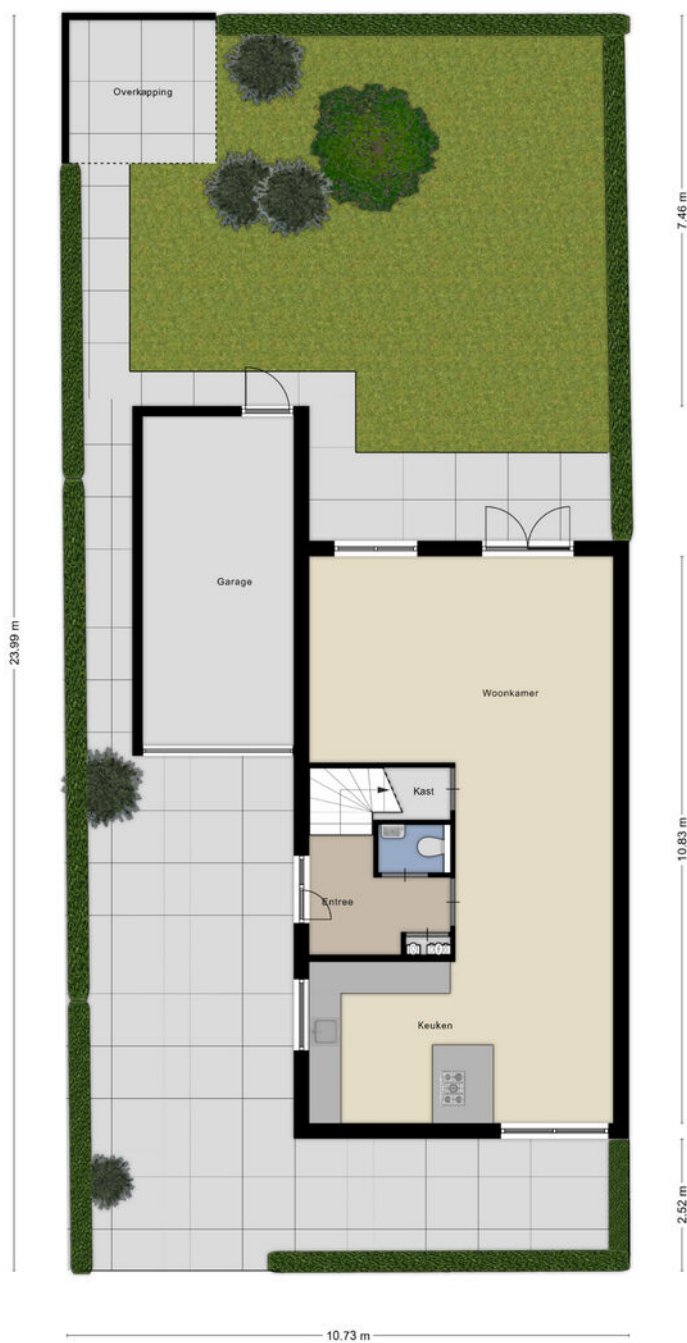 Overkapping
7.46 m
Garage
23.99 m
Woonkamer
Kast
10.83 m
Entree
Keuken
2.52 m
10.73 m